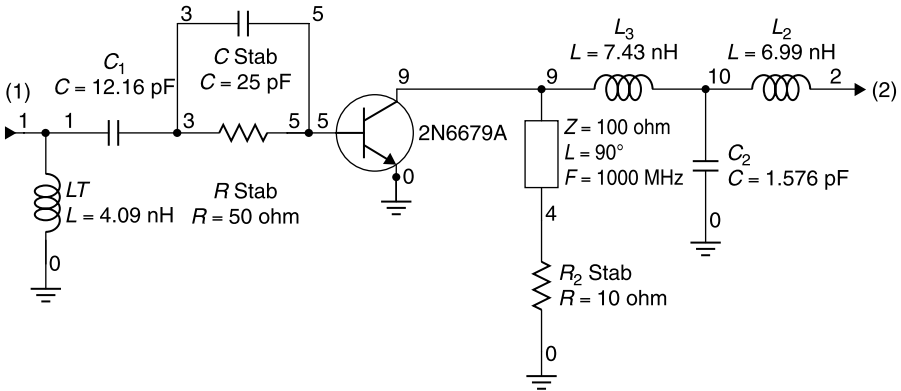 3
5
C Stab
C = 25 pF
C₁
C = 12.16 pF
(1)
1
1
3
5
5
2N6679A
0
R Stab
R = 50 ohm
LT
L = 4.09 nH
0
9
9
L₃
L = 7.43 nH
10
L₂
L = 6.99 nH
2
(2)
Z = 100 ohm
L = 90°
F = 1000 MHz
4
R₂ Stab
R = 10 ohm
0
C₂
C = 1.576 pF
0